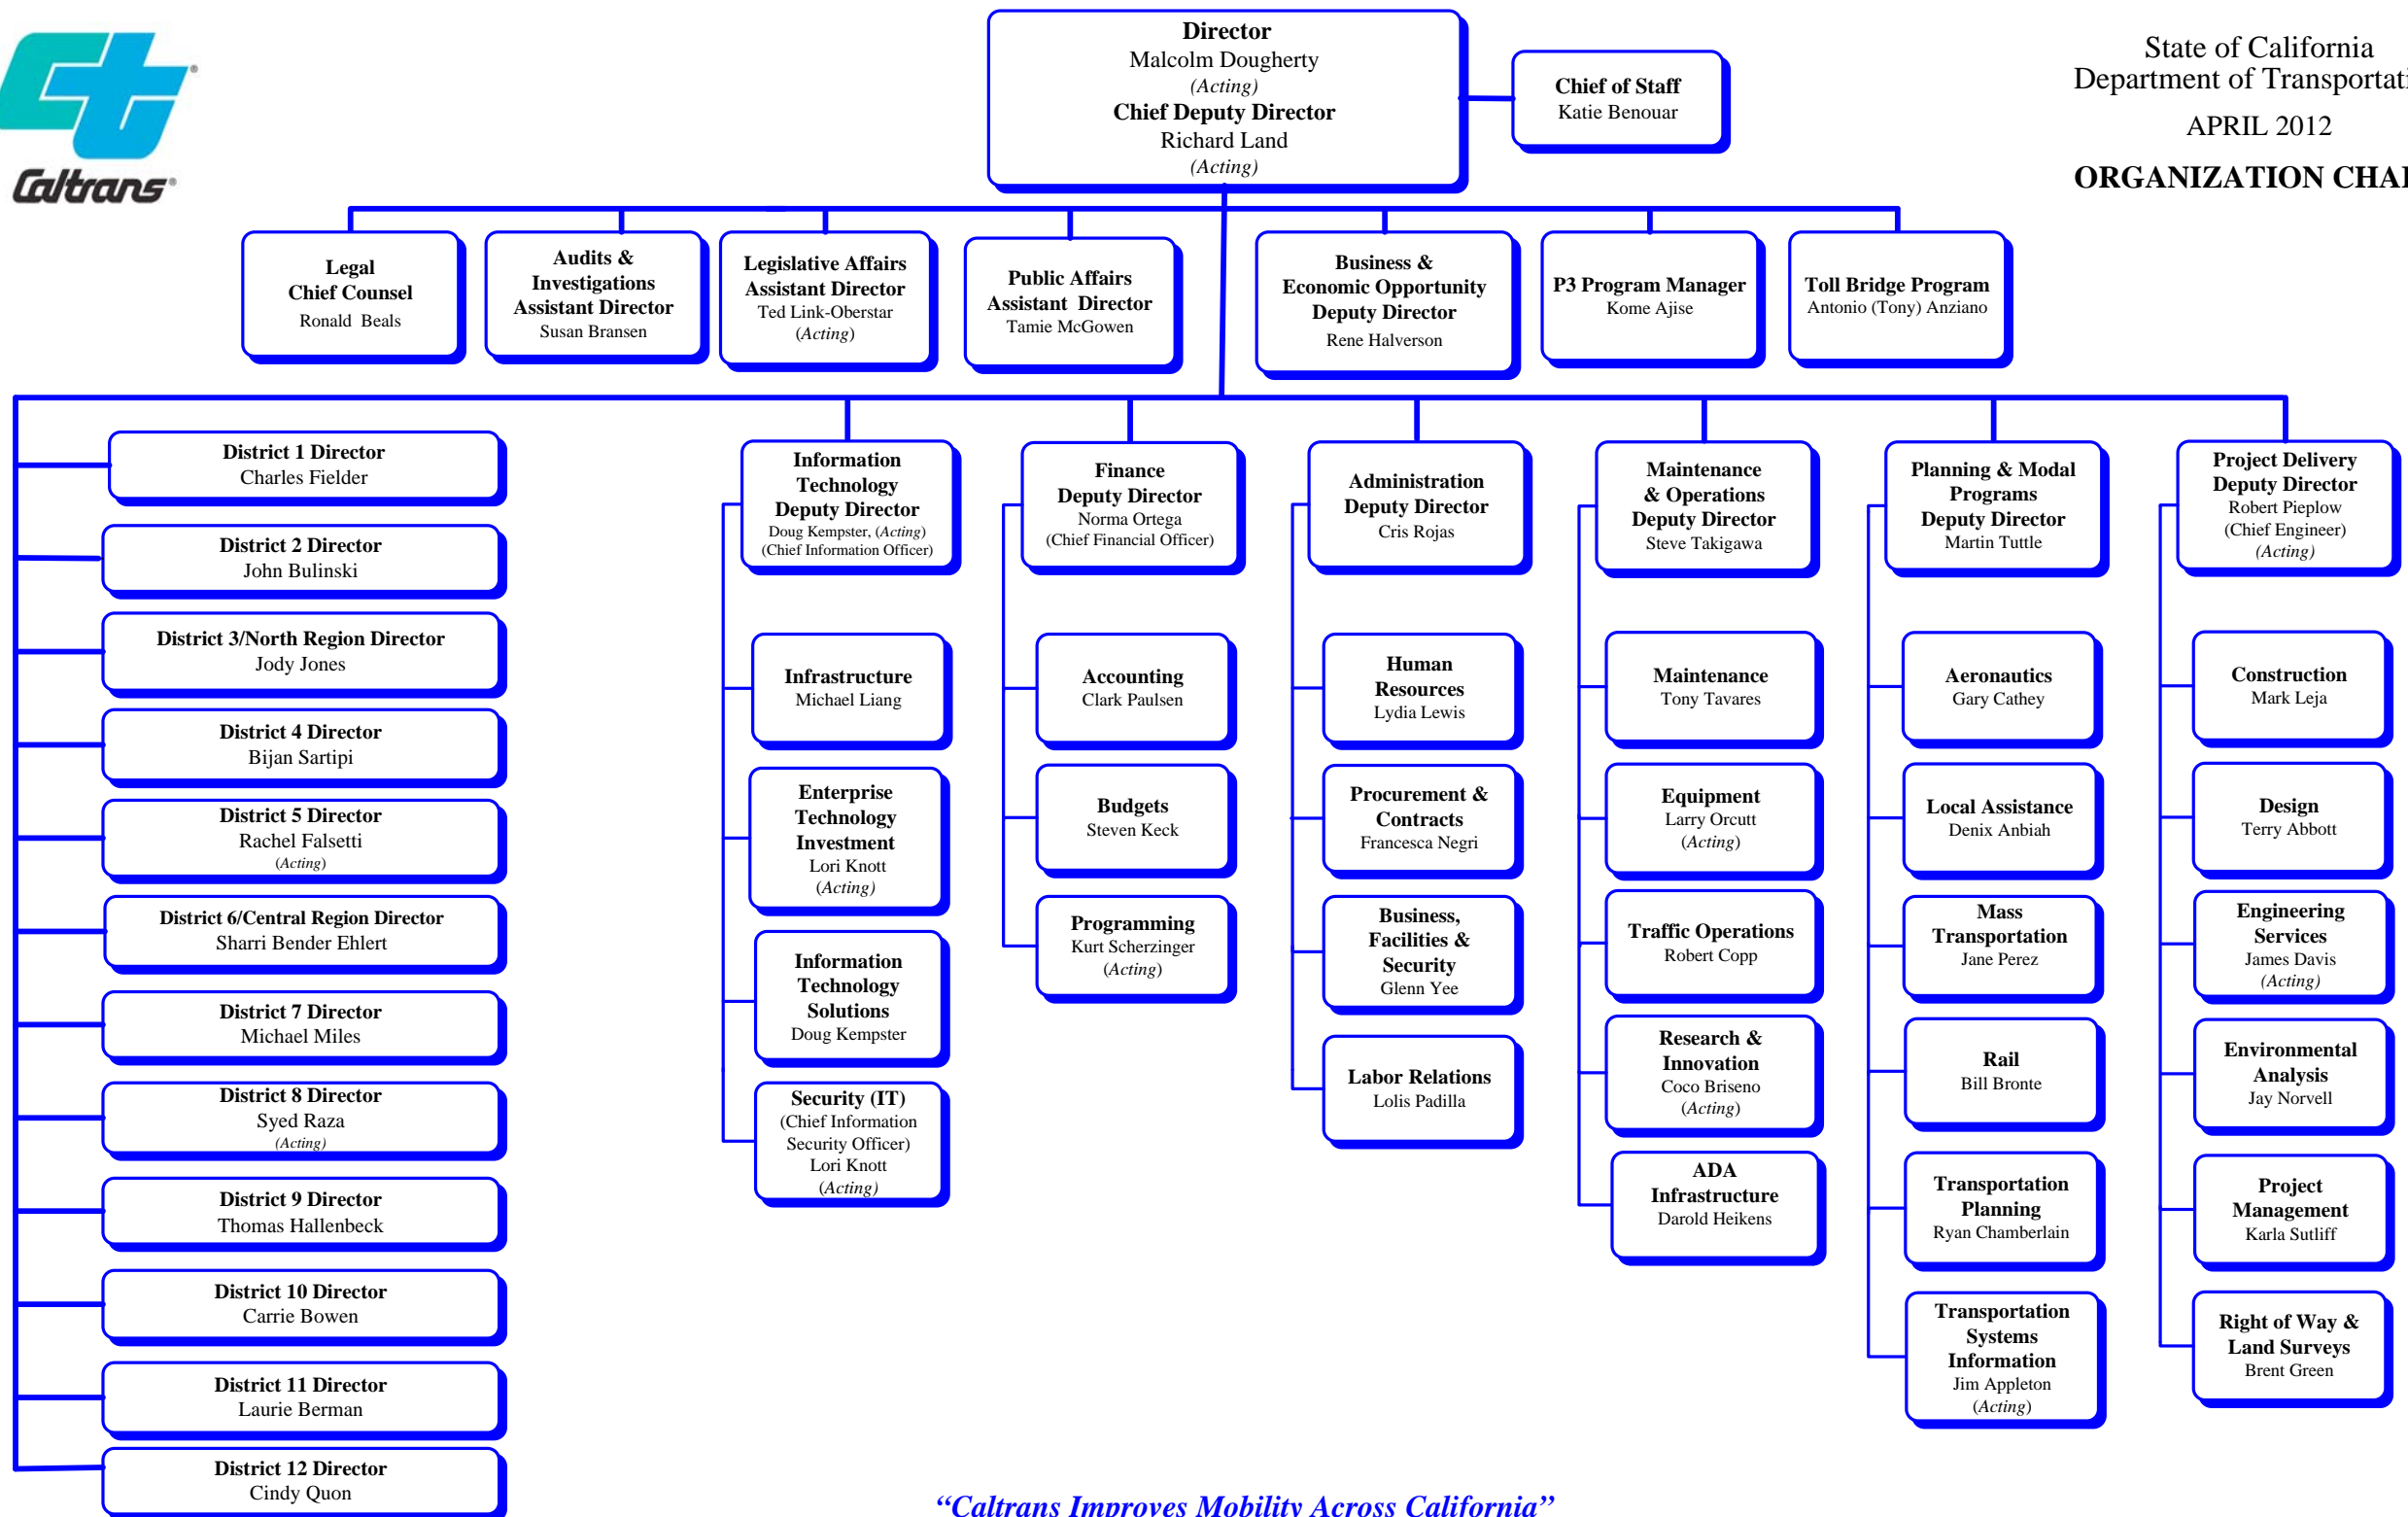 Caltrans
State of California
Department of Transportati
APRIL 2012
ORGANIZATION CHA
Director
Malcolm Dougherty
(Acting)
Chief Deputy Director
Richard Land
(Acting)
Chief of Staff
Katie Benouar
Legal
Chief Counsel
Ronald Beals
Audits &
Investigations
Assistant Director
Susan Bransen
Legislative Affairs
Assistant Director
Ted Link-Oberstar
(Acting)
Public Affairs
Assistant Director
Tamie McGowen
Business &
Economic Opportunity
Deputy Director
Rene Halverson
P3 Program Manager
Kome Ajise
Toll Bridge Program
Antonio (Tony) Anziano
District 1 Director
Charles Fielder
District 2 Director
John Bulinski
District 3/North Region Director
Jody Jones
District 4 Director
Bijan Sartipi
District 5 Director
Rachel Falsetti
(Acting)
District 6/Central Region Director
Sharri Bender Ehlert
District 7 Director
Michael Miles
District 8 Director
Syed Raza
(Acting)
District 9 Director
Thomas Hallenbeck
District 10 Director
Carrie Bowen
District 11 Director
Laurie Berman
District 12 Director
Cindy Quon
Information
Technology
Deputy Director
Doug Kempster, (Acting)
(Chief Information Officer)
Infrastructure
Michael Liang
Enterprise
Technology
Investment
Lori Knott
(Acting)
Information
Technology
Solutions
Doug Kempster
Security (IT)
(Chief Information
Security Officer)
Lori Knott
(Acting)
Finance
Deputy Director
Norma Ortega
(Chief Financial Officer)
Accounting
Clark Paulsen
Budgets
Steven Keck
Programming
Kurt Scherzinger
(Acting)
Administration
Deputy Director
Cris Rojas
Human
Resources
Lydia Lewis
Procurement &
Contracts
Francesca Negri
Business,
Facilities &
Security
Glenn Yee
Labor Relations
Lolis Padilla
Maintenance
& Operations
Deputy Director
Steve Takigawa
Maintenance
Tony Tavares
Equipment
Larry Orcutt
(Acting)
Traffic Operations
Robert Copp
Research &
Innovation
Coco Briseno
(Acting)
ADA
Infrastructure
Darold Heikens
Planning & Modal
Programs
Deputy Director
Martin Tuttle
Aeronautics
Gary Cathey
Local Assistance
Denix Anbiah
Mass
Transportation
Jane Perez
Rail
Bill Bronte
Transportation
Planning
Ryan Chamberlain
Transportation
Systems
Information
Jim Appleton
(Acting)
Project Delivery
Deputy Director
Robert Pieplow
(Chief Engineer)
(Acting)
Construction
Mark Leja
Design
Terry Abbott
Engineering
Services
James Davis
(Acting)
Environmental
Analysis
Jay Norvell
Project
Management
Karla Sutliff
Right of Way &
Land Surveys
Brent Green
“Caltrans Improves Mobility Across California”